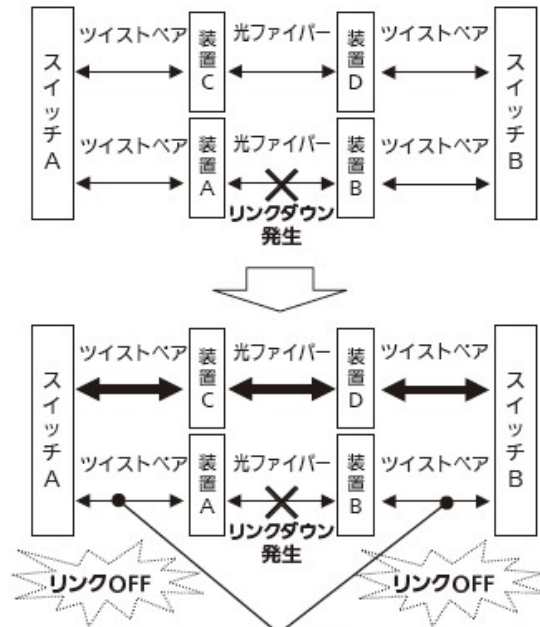 ツイストペア 光ファイバー ツイストペア
スイッチA
装置C
装置D
スイッチB
ツイストペア 光ファイバー ツイストペア
装置A
装置B
リンクダウン
発生
ツイストペア 光ファイバー ツイストペア
スイッチA
装置C
装置D
スイッチB
ツイストペア 光ファイバー ツイストペア
装置A
装置B
リンクダウン
発生
リンクOFF リンクOFF